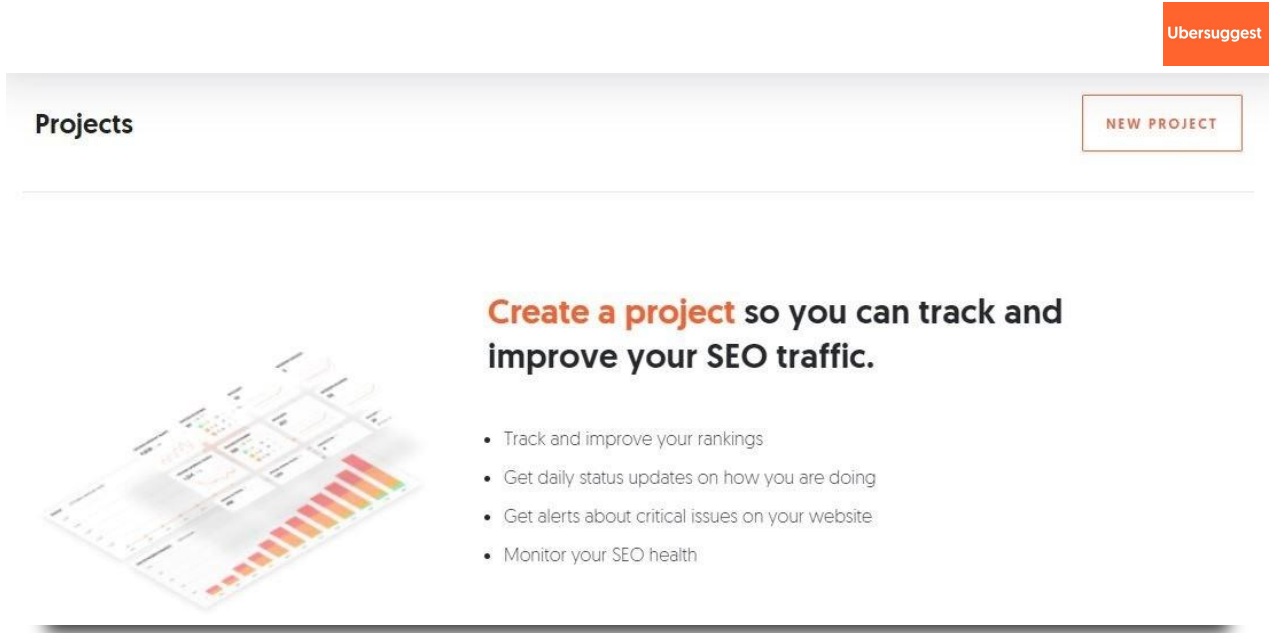 Ubersuggest
Projects
NEW PROJECT
Create a project so you can track and
improve your SEO traffic.
Track and improve your rankings
Get daily status updates on how you are doing
Get alerts about critical issues on your website
Monitor your SEO health